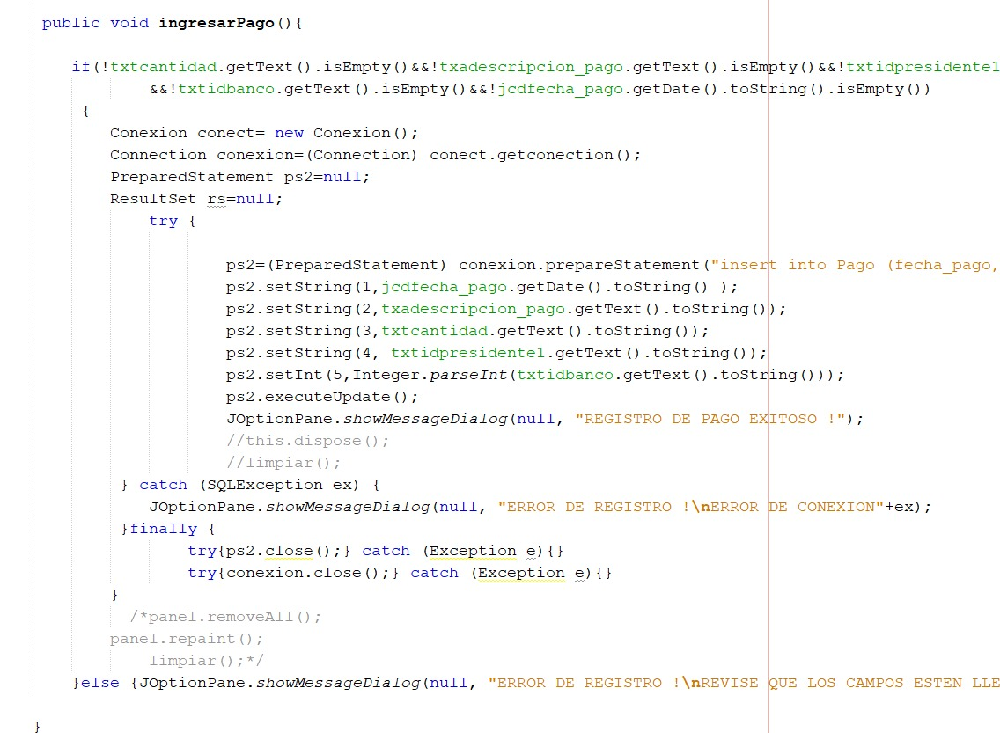 public void ingresarPago(){
if(!txtcantidad.getText().isEmpty()&&!txadescripcion_pago.getText().isEmpty()&&!txtidpresidente1
&&!txtidbanco.getText().isEmpty()&&!jcdfecha_pago.getDate().toString().isEmpty())
{
Conexion conect= new Conexion();
Connection conexion=(Connection) conect.getconection();
PreparedStatement ps2=null;
ResultSet rs=null;
try {
ps2=(PreparedStatement) conexion.prepareStatement("insert into Pago (fecha_pago,
ps2.setString(1,jcdfecha_pago.getDate().toString() );
ps2.setString(2,txadescripcion_pago.getText().toString());
ps2.setString(3,txtcantidad.getText().toString());
ps2.setString(4, txtidpresidente1.getText().toString());
ps2.setInt(5,Integer.parseInt(txtidbanco.getText().toString()));
ps2.executeUpdate();
JOptionPane.showMessageDialog(null, "REGISTRO DE PAGO EXITOSO !");
//this.dispose();
//limpiar();
} catch (SQLException ex) {
JOptionPane.showMessageDialog(null, "ERROR DE REGISTRO !\nERROR DE CONEXION"+ex);
}finally {
try{ps2.close();} catch (Exception e){}
try{conexion.close();} catch (Exception e){}
}
/*panel.removeAll();
panel.repaint();
limpiar();*/
}else {JOptionPane.showMessageDialog(null, "ERROR DE REGISTRO !\nREVISE QUE LOS CAMPOS ESTEN LLE
}